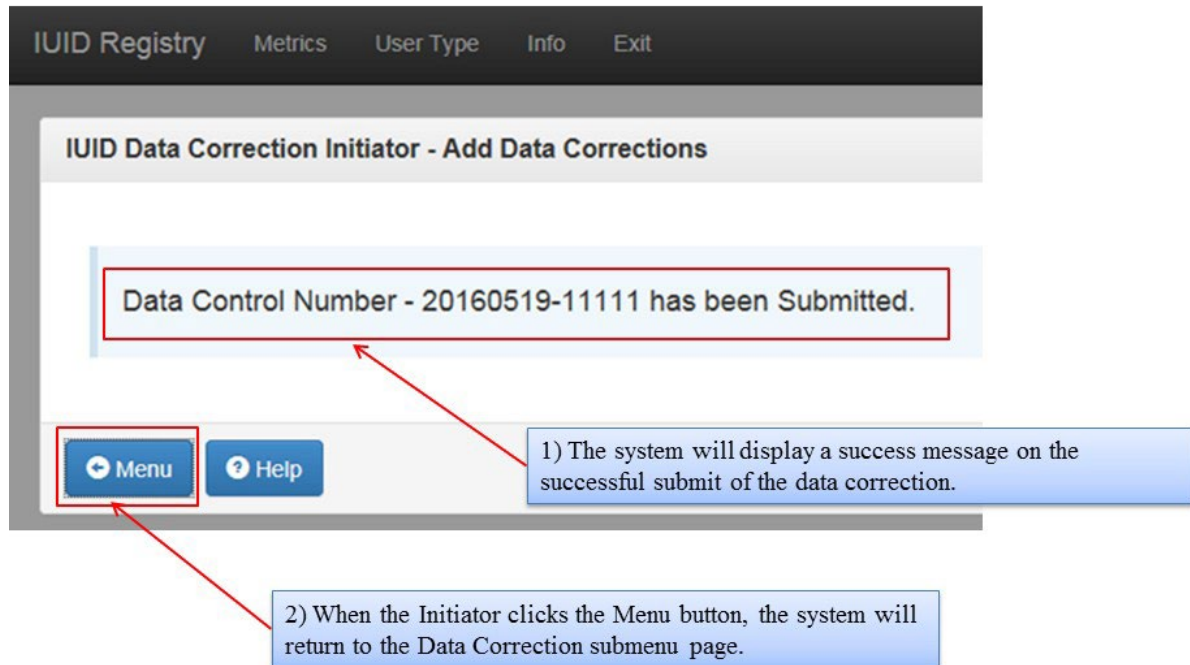 IUID Registry Metrics User Type Info Exit
IUID Data Correction Initiator - Add Data Corrections
Data Control Number - 20160519-11111 has been Submitted.
Menu Help
1) The system will display a success message on the
successful submit of the data correction.
2) When the Initiator clicks the Menu button, the system will
return to the Data Correction submenu page.